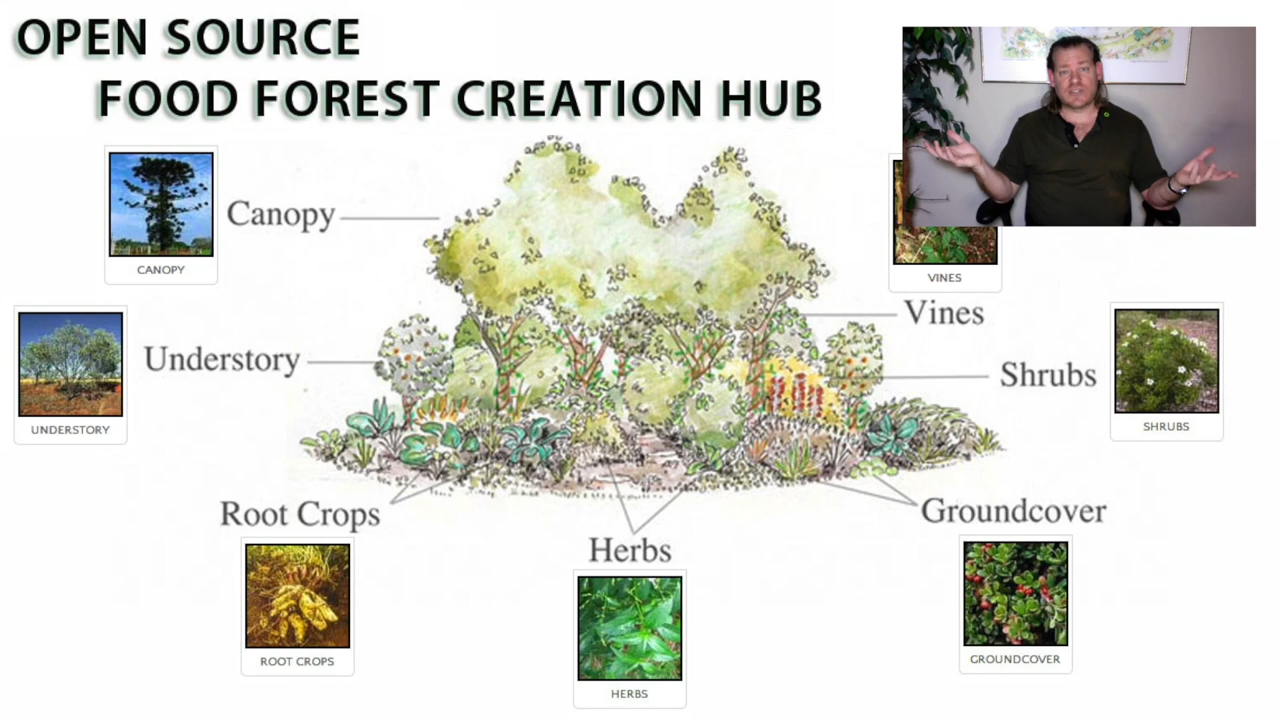 OPEN SOURCE
FOOD FOREST CREATION HUB
CANOPY
Canopy
VINES
Vines
UNDERSTORY
Understory
Shrubs
SHRUBS
Root Crops
ROOT CROPS
Herbs
HERBS
Groundcover
GROUNDCOVER